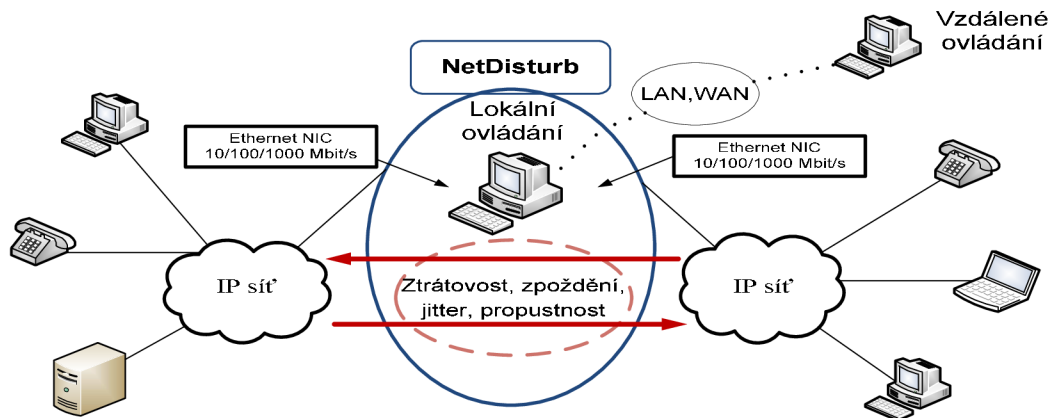 Vzdálené
ovládání
NetDisturb
LAN,WAN
Lokální
ovládání
Ethernet NIC
10/100/1000 Mbit/s
Ethernet NIC
10/100/1000 Mbit/s
IP síť
Ztrátovost, zpoždění,
jitter, propustnost
IP síť